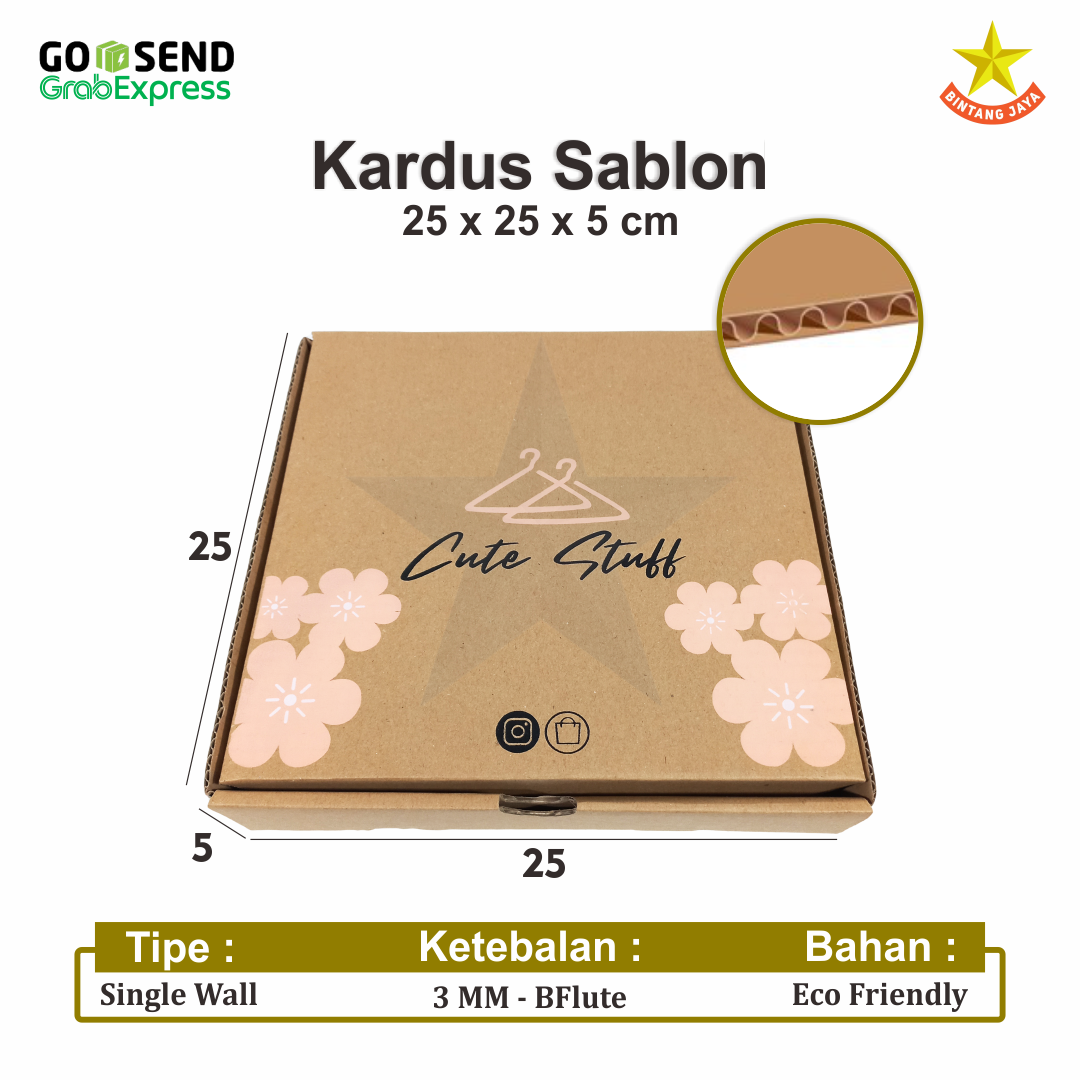 GO SEND
GrabExpress
BINTANG JAYA
Kardus Sablon
25 x 25 x 5 cm
25
Cute Stuff
5
25
Tipe :
Ketebalan :
Bahan :
Single Wall
3 MM - BFlute
Eco Friendly